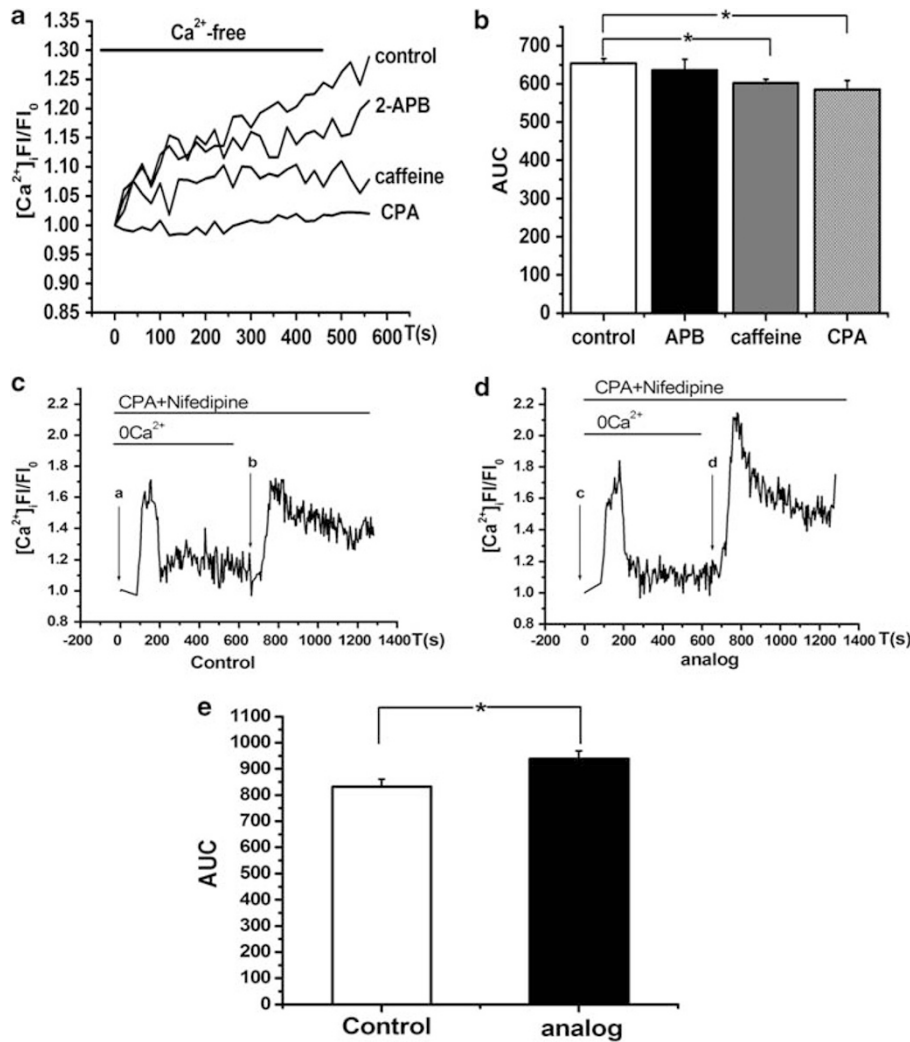 a
Ca²⁺-free
[Ca²⁺]ᵢFI/FI₀
1.30
1.25
1.20
1.15
1.10
1.05
1.00
0.95
0.90
0.85
control
2-APB
caffeine
CPA
0 100 200 300 400 500 600 T(s)
b
AUC
* 
*
700
600
500
400
300
200
100
0
control APB caffeine CPA
c
CPA+Nifedipine
0Ca²⁺
[Ca²⁺]ᵢFI/FI₀
2.2
2.0
1.8
1.6
1.4
1.2
1.0
0.8
a
b
-200 0 200 400 600 800 1000 1200 1400 T(s)
Control
d
CPA+Nifedipine
0Ca²⁺
[Ca²⁺]ᵢFI/FI₀
2.2
2.0
1.8
1.6
1.4
1.2
1.0
0.8
c
d
-200 0 200 400 600 800 1000 1200 1400 T(s)
analog
e
AUC
*
1100
1000
900
800
700
600
500
400
300
200
100
0
Control analog